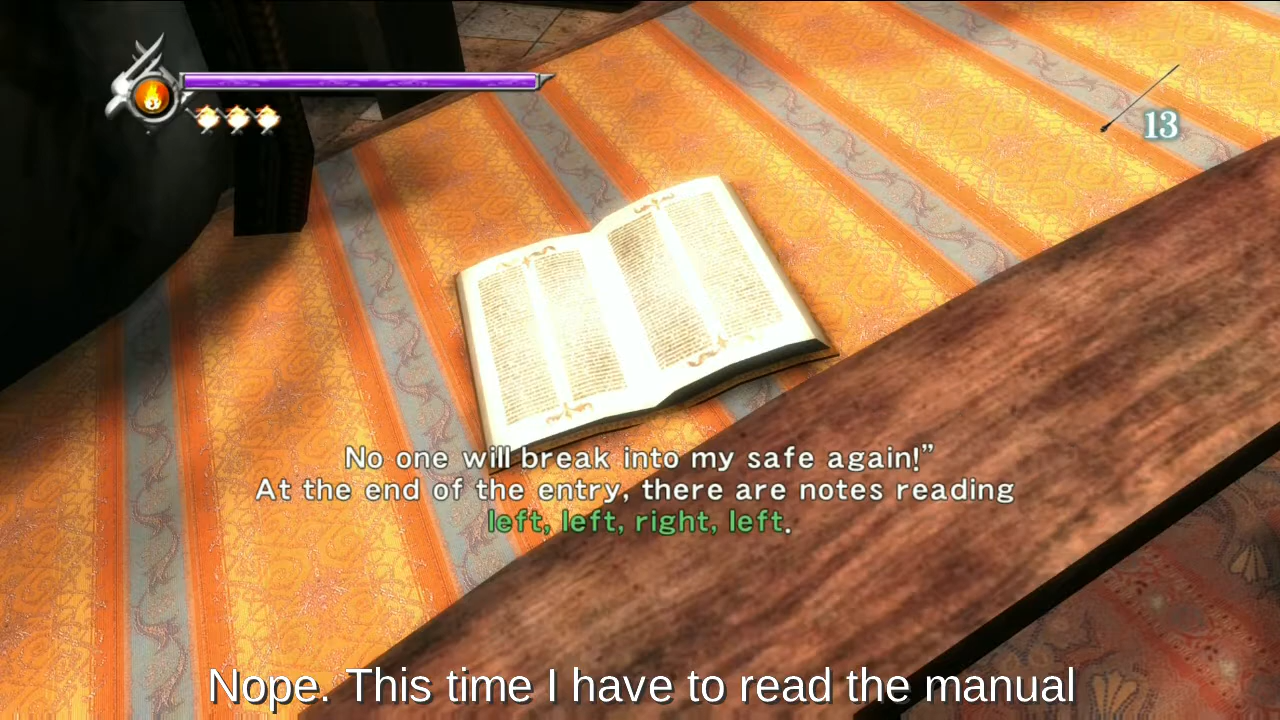 13
No one will break into my safe again!”
At the end of the entry, there are notes reading
left, left, right, left.
Nope. This time I have to read the manual